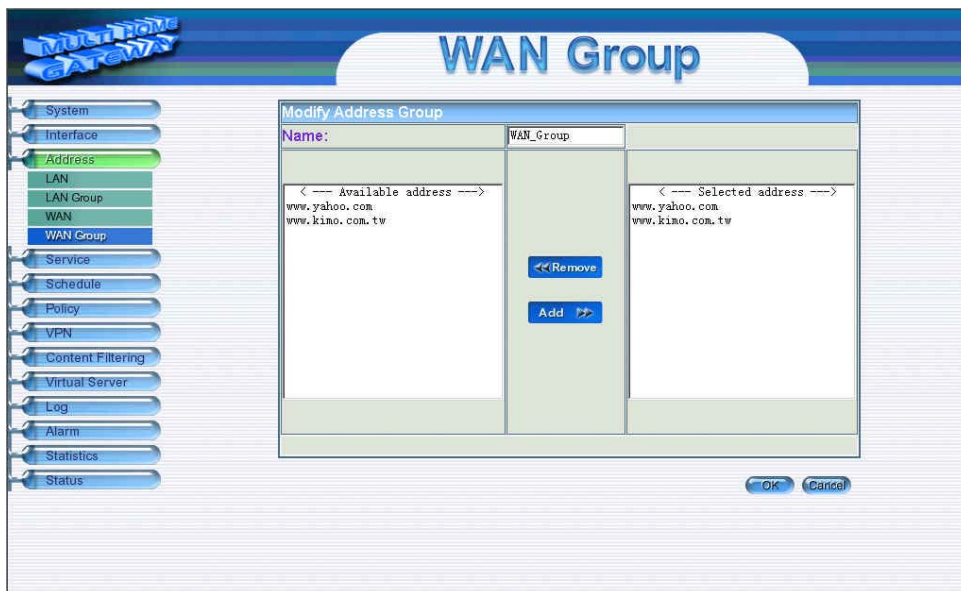 MULTI HOME
GATEWAY
WAN Group
System
Interface
Address
LAN
LAN Group
WAN
WAN Group
Service
Schedule
Policy
VPN
Content Filtering
Virtual Server
Log
Alarm
Statistics
Status
Modify Address Group
Name:
WAN_Group
< --- Available address --->
www.yahoo.com
www.kimo.com.tw
Remove
Add
< --- Selected address --->
www.yahoo.com
www.kimo.com.tw
OK
Cancel